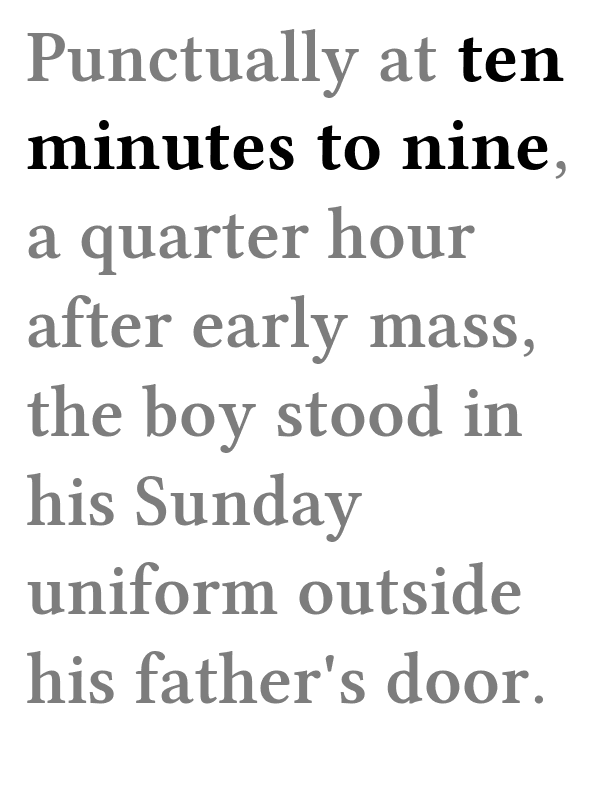 Punctually at ten
minutes to nine,
a quarter hour
after early mass,
the boy stood in
his Sunday
uniform outside
his father's door.